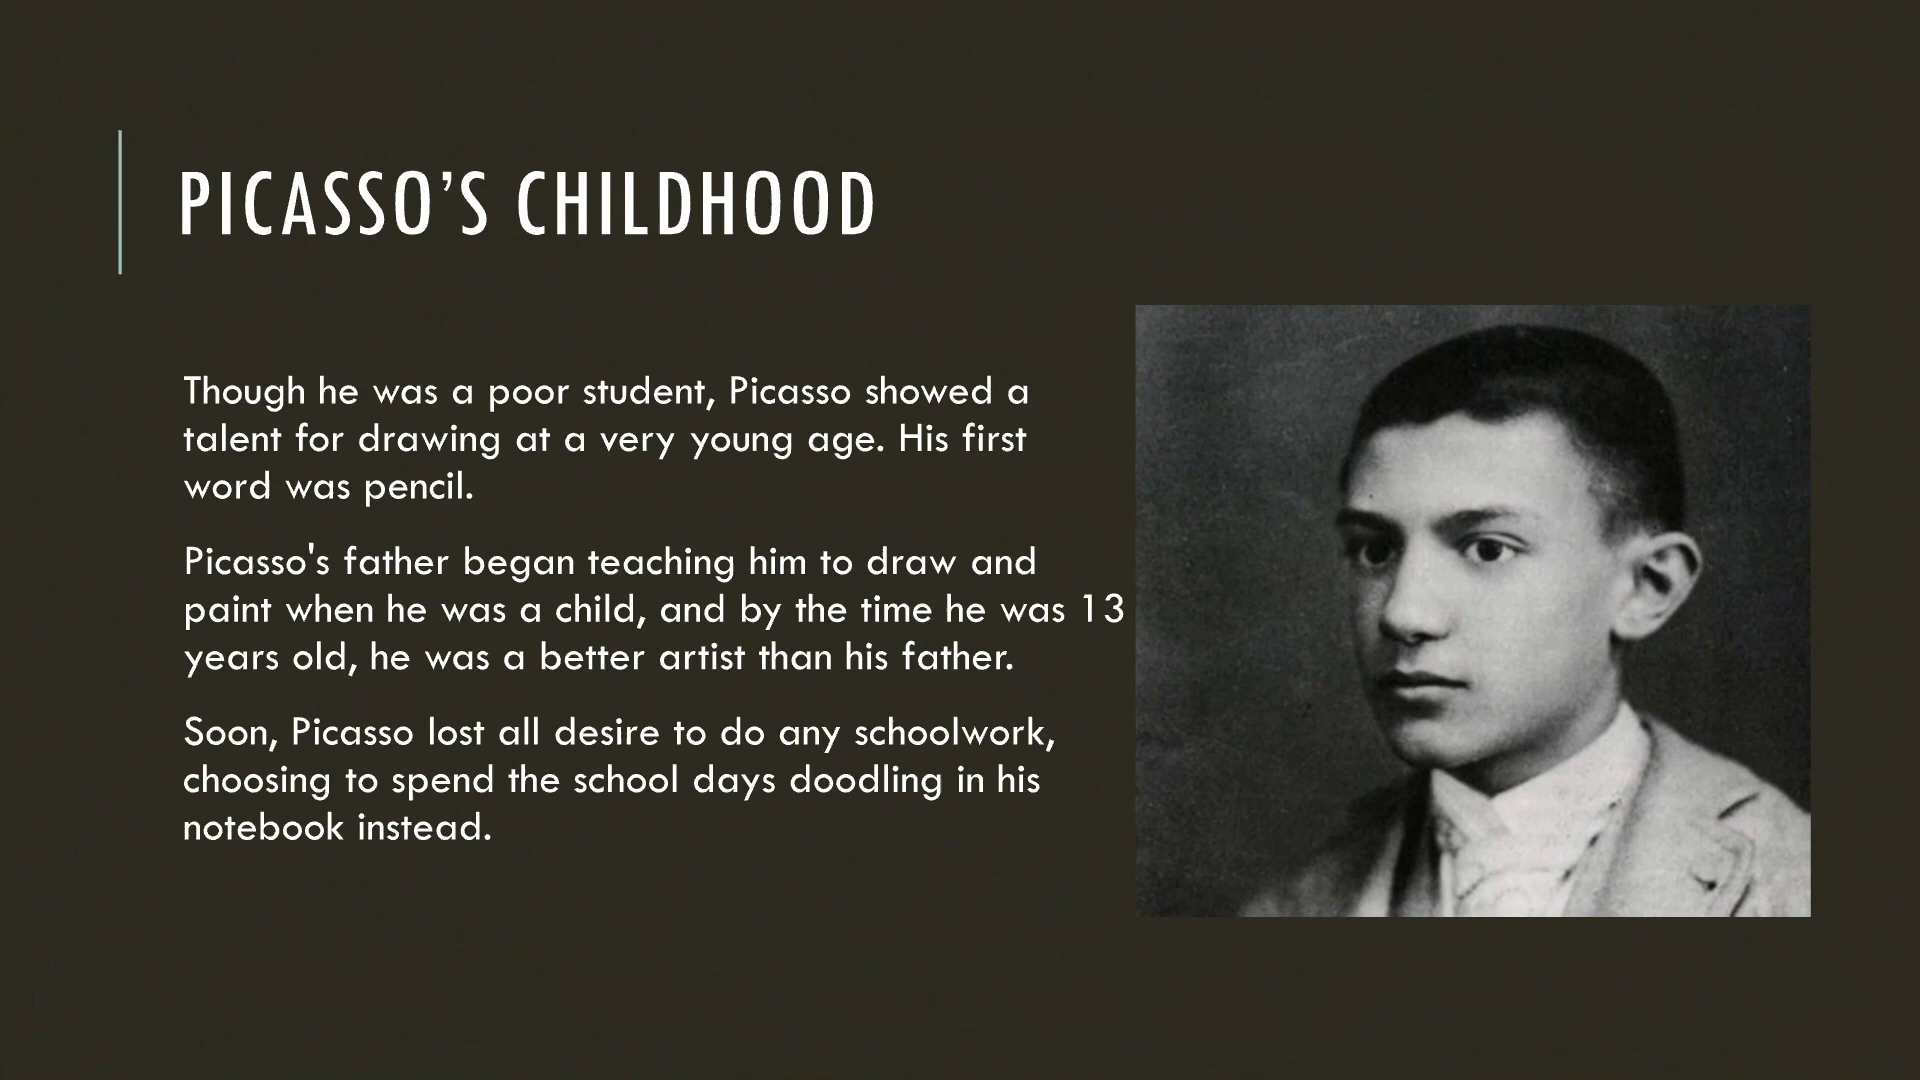 PICASSO’S CHILDHOOD
Though he was a poor student, Picasso showed a
talent for drawing at a very young age. His first
word was pencil.
Picasso's father began teaching him to draw and
paint when he was a child, and by the time he was 13
years old, he was a better artist than his father.
Soon, Picasso lost all desire to do any schoolwork,
choosing to spend the school days doodling in his
notebook instead.